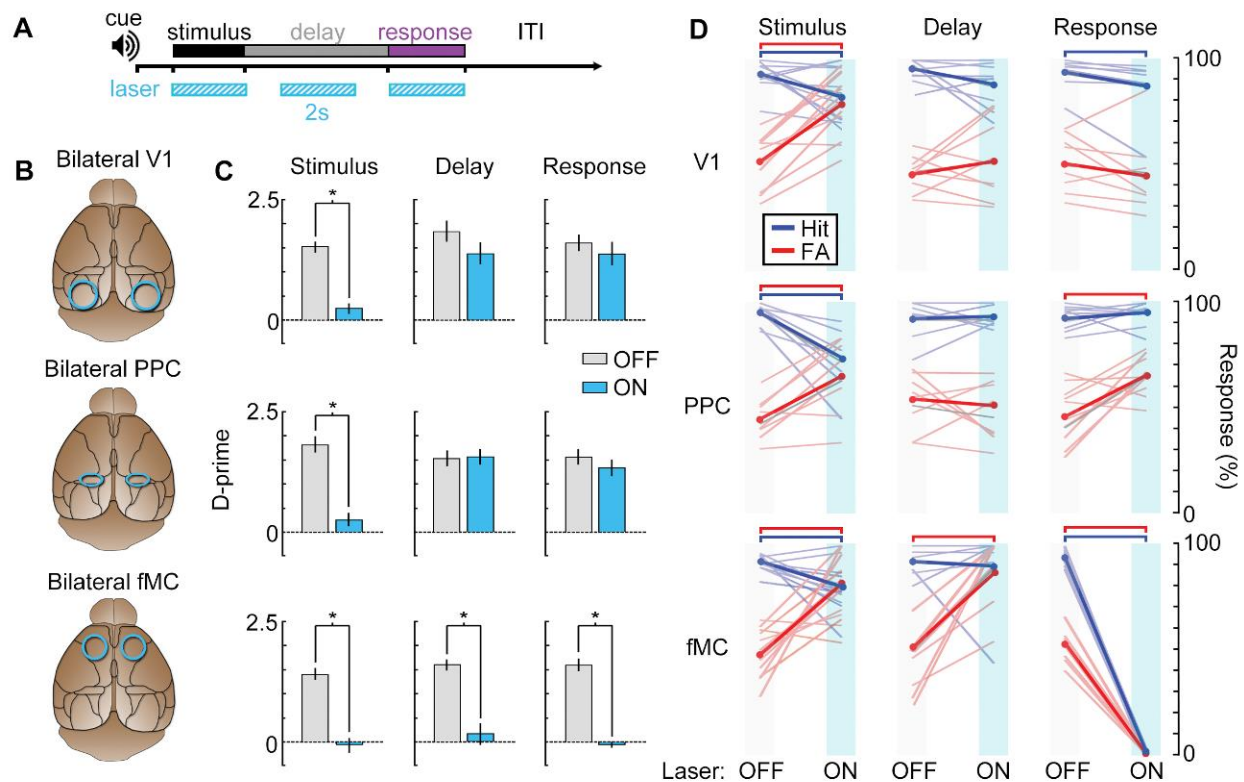 A
cue
stimulus
delay
response
ITI
laser
2s
B
Bilateral V1
Bilateral PPC
Bilateral fMC
C
Stimulus
Delay
Response
D-prime
2.5
0
OFF
ON
2.5
0
2.5
0
*
*
*
*
*
D
Stimulus
Delay
Response
V1
PPC
fMC
Hit
FA
100
0
100
0
100
0
Response (%)
Laser: OFF ON OFF ON OFF ON